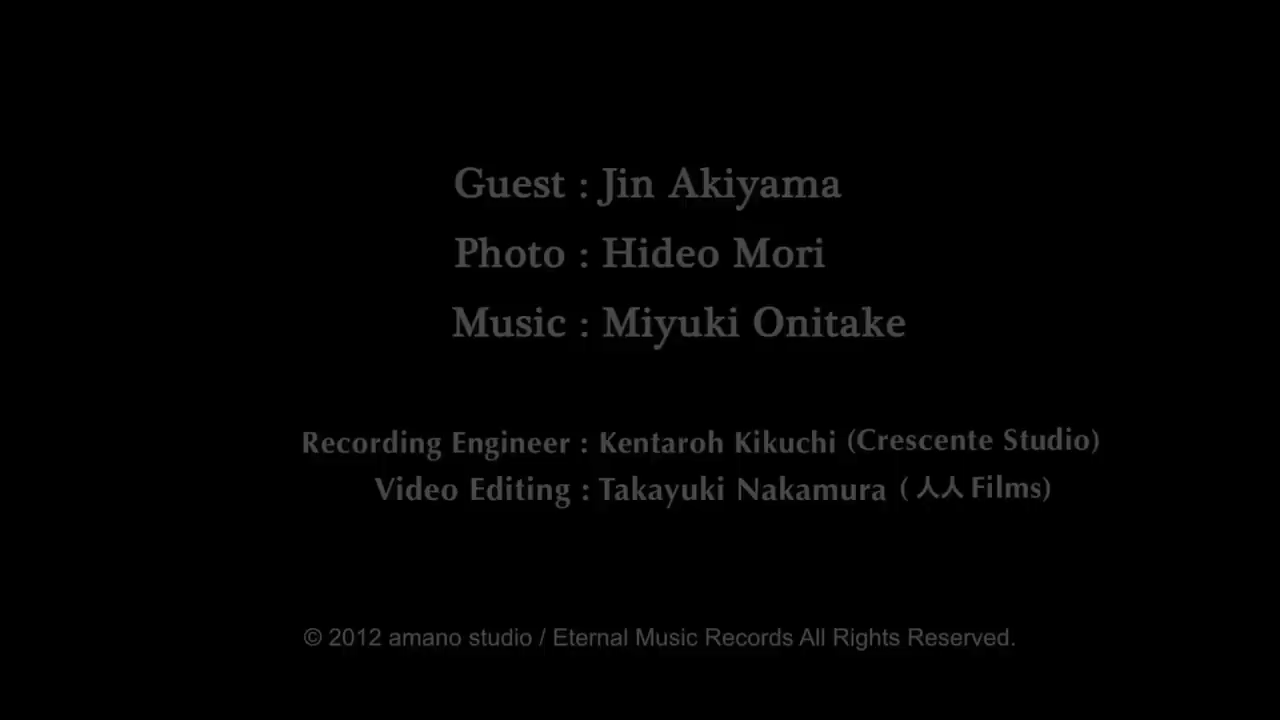 Guest : Jin Akiyama
Photo : Hideo Mori
Music : Miyuki Onitake
Recording Engineer : Kentaroh Kikuchi (Crescente Studio)
Video Editing : Takayuki Nakamura ( 人人 Films)
© 2012 amano studio / Eternal Music Records All Rights Reserved.